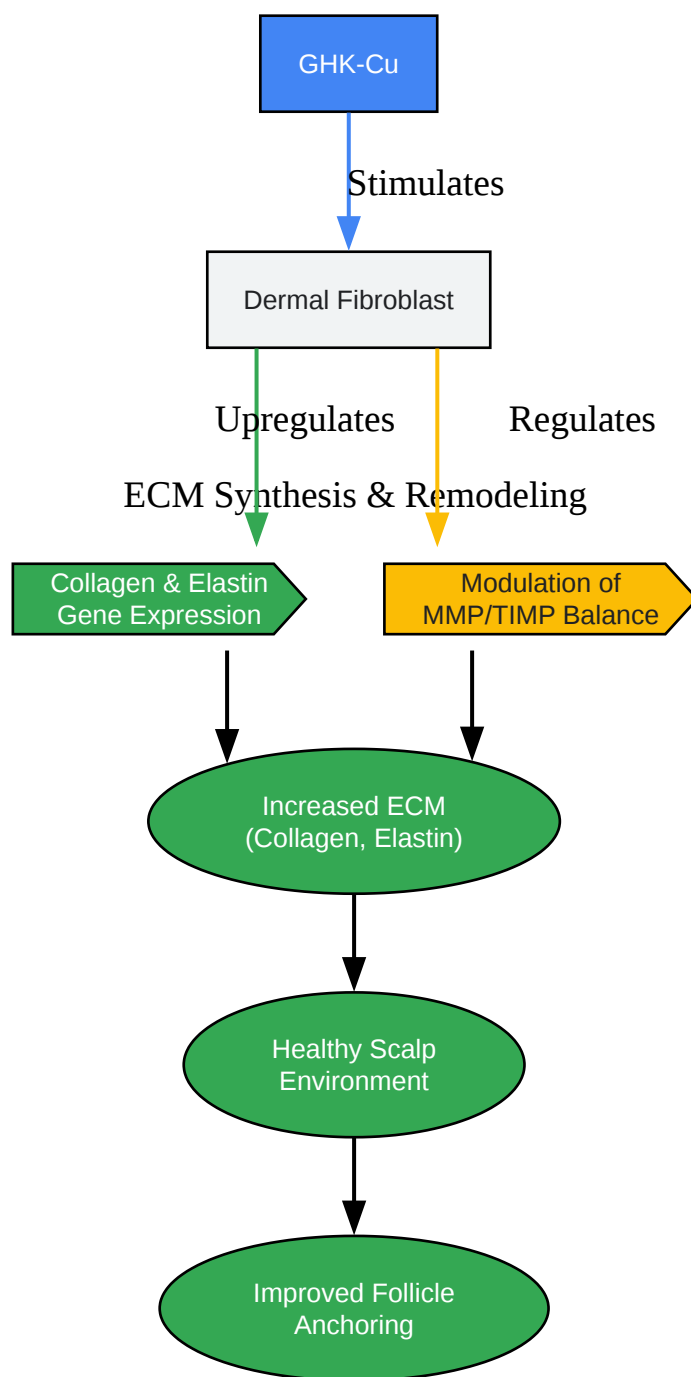 GHK-Cu
Stimulates
Dermal Fibroblast
Upregulates
Regulates
ECM Synthesis & Remodeling
Collagen & Elastin
Gene Expression
Modulation of
MMP/TIMP Balance
Increased ECM
(Collagen, Elastin)
Healthy Scalp
Environment
Improved Follicle
Anchoring